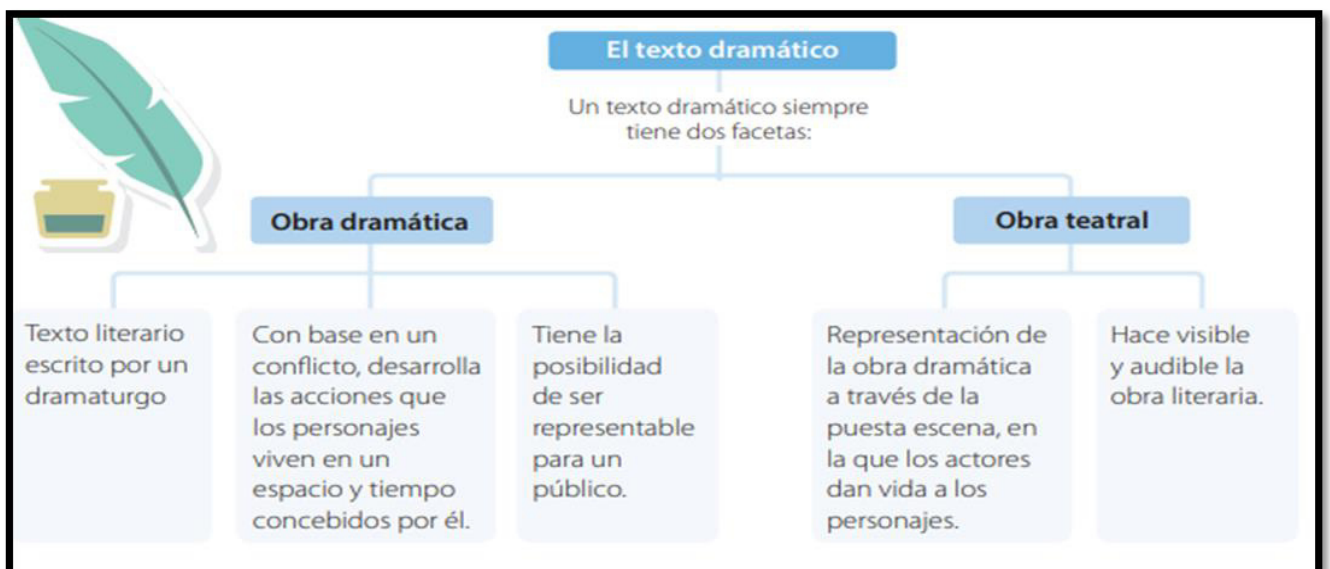 El texto dramático
Un texto dramático siempre
tiene dos facetas:
Obra dramática
Obra teatral
Texto literario
escrito por un
dramaturgo
Con base en un
conflicto, desarrolla
las acciones que
los personajes
viven en un
espacio y tiempo
concebidos por él.
Tiene la
posibilidad
de ser
representable
para un
público.
Representación de
la obra dramática
a través de la
puesta escena, en
la que los actores
dan vida a los
personajes.
Hace visible
y audible la
obra literaria.